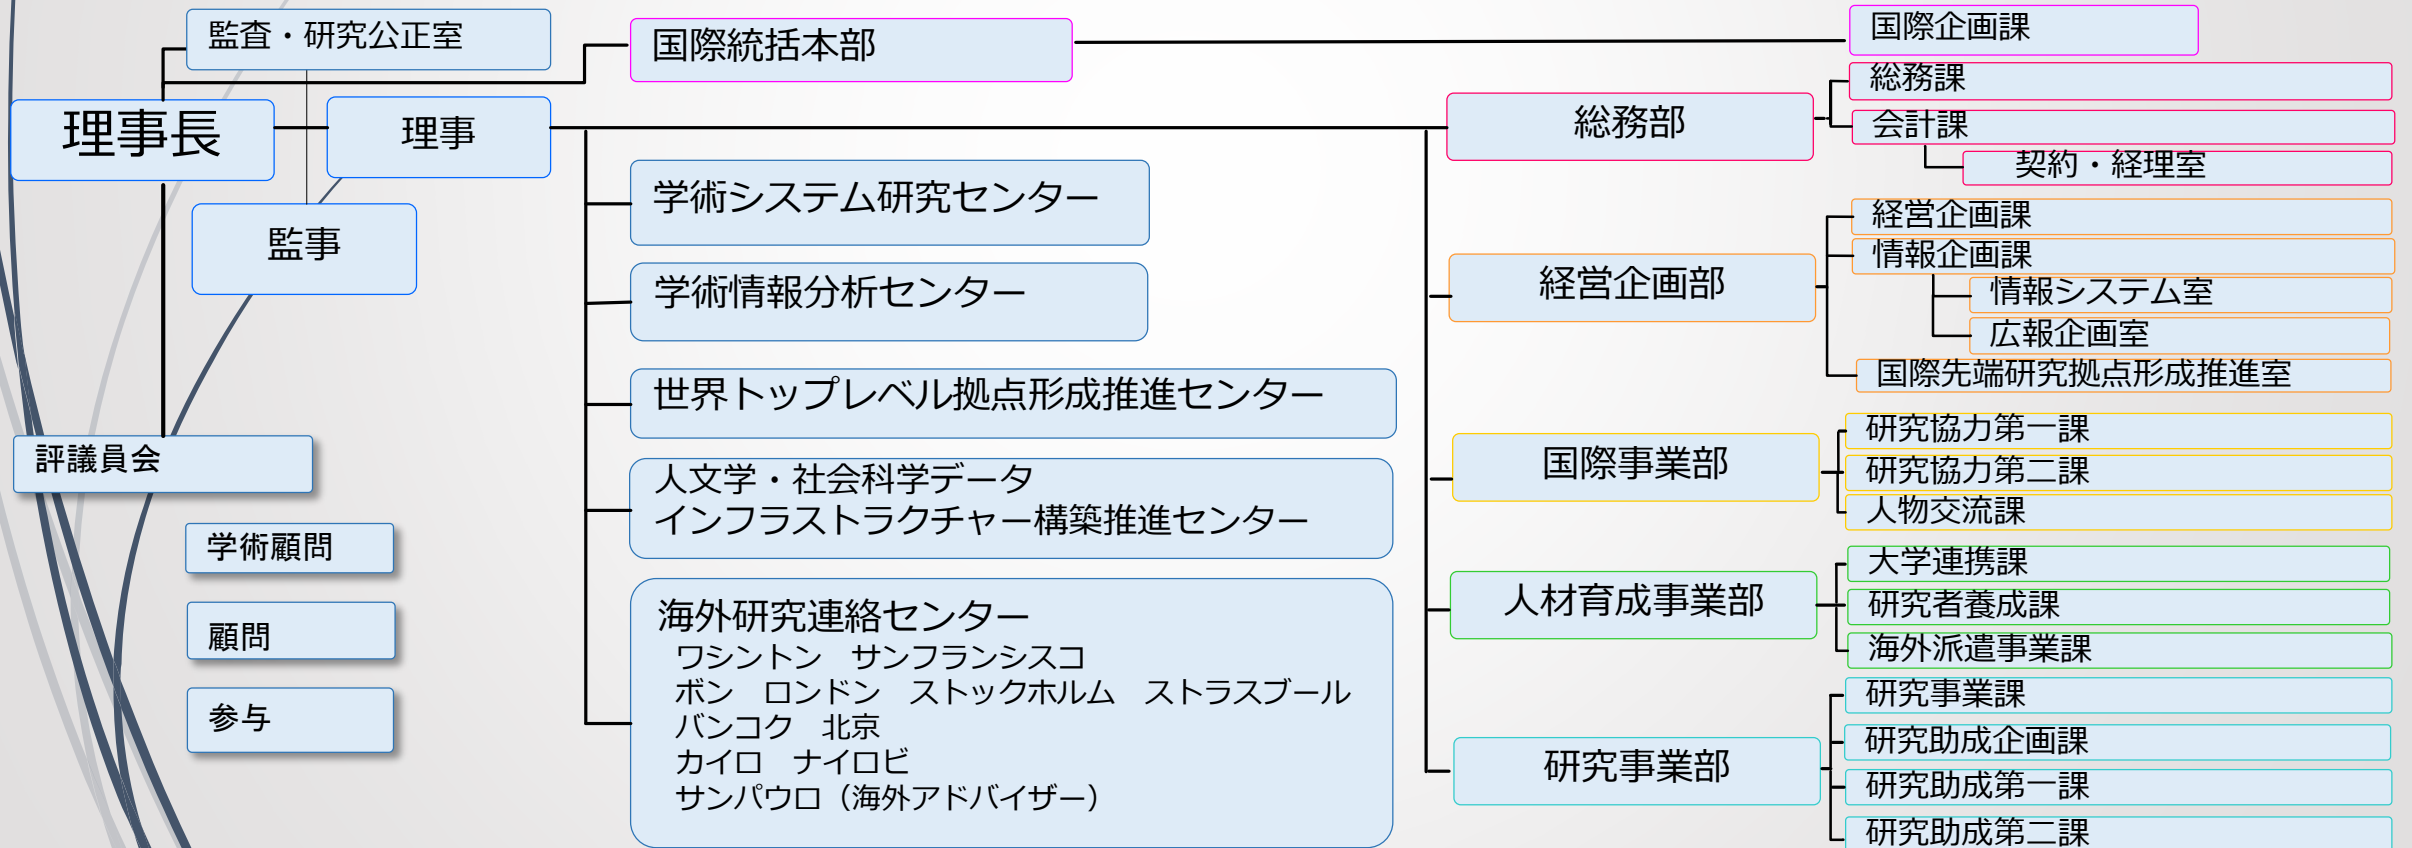 監査・研究公正室
国際統括本部
国際企画課
総務課
理事長
理事
総務部
会計課
契約・経理室
学術システム研究センター
監事
経営企画課
情報企画課
学術情報分析センター
経営企画部
情報システム室
広報企画室
国際先端研究拠点形成推進室
世界トップレベル拠点形成推進センター
評議員会
人文学・社会科学データ
インフラストラクチャー構築推進センター
国際事業部
研究協力第一課
研究協力第二課
人物交流課
学術顧問
顧問
参与
海外研究連絡センター
ワシントン　サンフランシスコ
ボン　ロンドン　ストックホルム　ストラスブール
バンコク　北京
カイロ　ナイロビ
サンパウロ（海外アドバイザー）
人材育成事業部
大学連携課
研究者養成課
海外派遣事業課
研究事業部
研究事業課
研究助成企画課
研究助成第一課
研究助成第二課